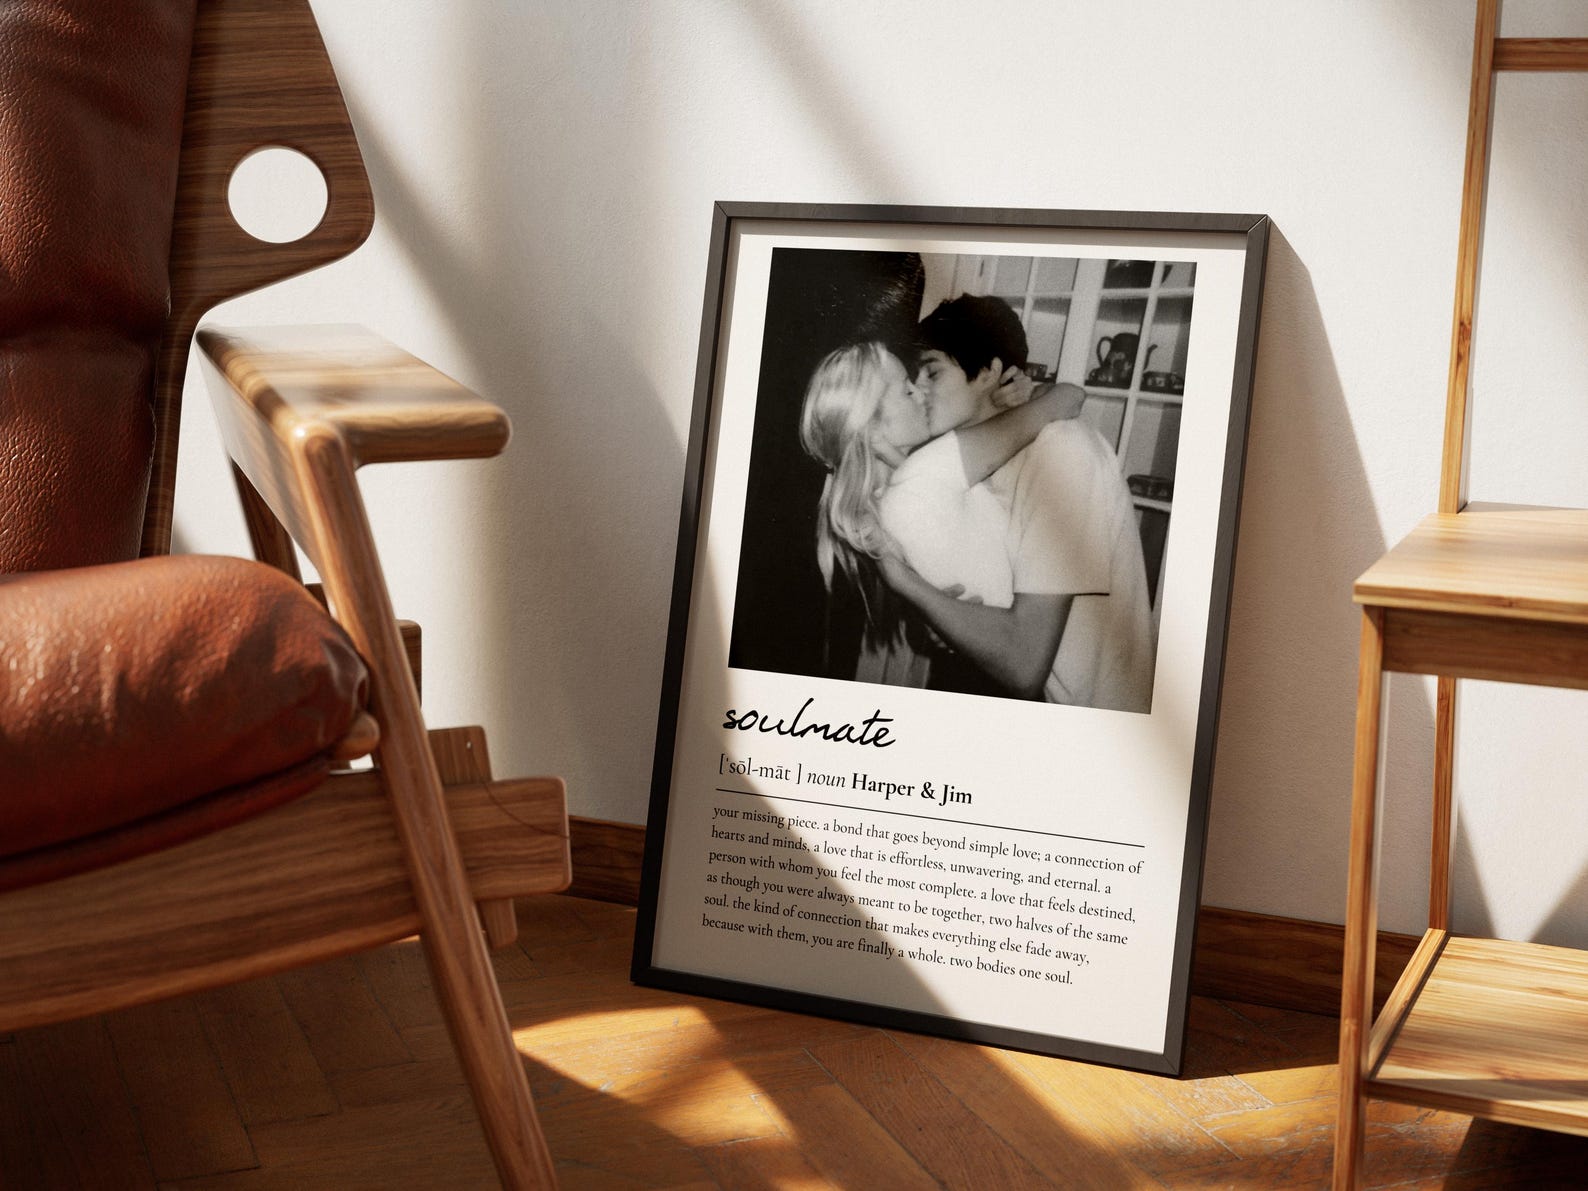 soulmate
[ˈsōl-māt ] noun Harper & Jim
your missing piece. a bond that goes beyond simple love; a connection of
hearts and minds, a love that is effortless, unwavering, and eternal. a
person with whom you feel the most complete. a love that feels destined,
as though you were always meant to be together, two halves of the same
soul. the kind of connection that makes everything else fade away,
because with them, you are finally a whole. two bodies one soul.